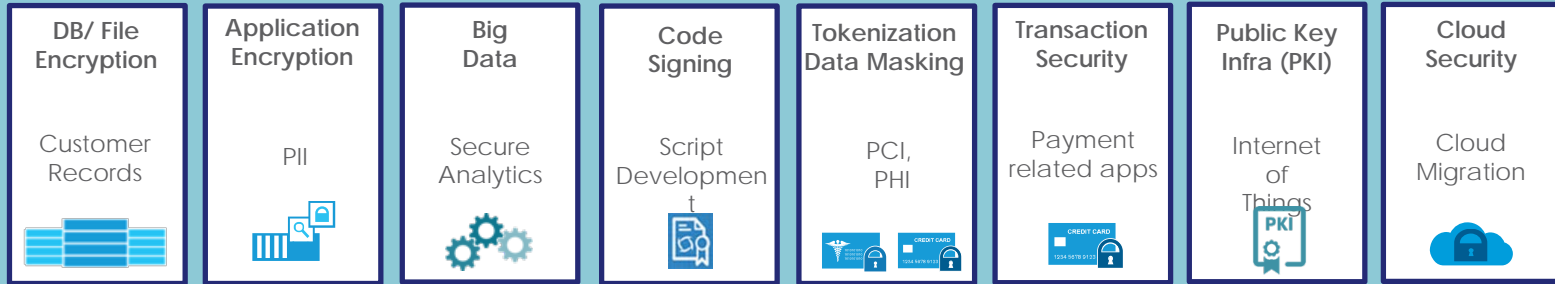 DB/ File
Encryption
Customer
Records
Application
Encryption
PII
Big
Data
Secure
Analytics
Code
Signing
Script
Developmen
t
Tokenization
Data Masking
PCI,
PHI
CREDIT CARD
1234 5678 9123
Transaction
Security
Payment
related apps
CREDIT CARD
1234 5678 9123
Public Key
Infra (PKI)
Internet
of
Things
PKI
Cloud
Security
Cloud
Migration